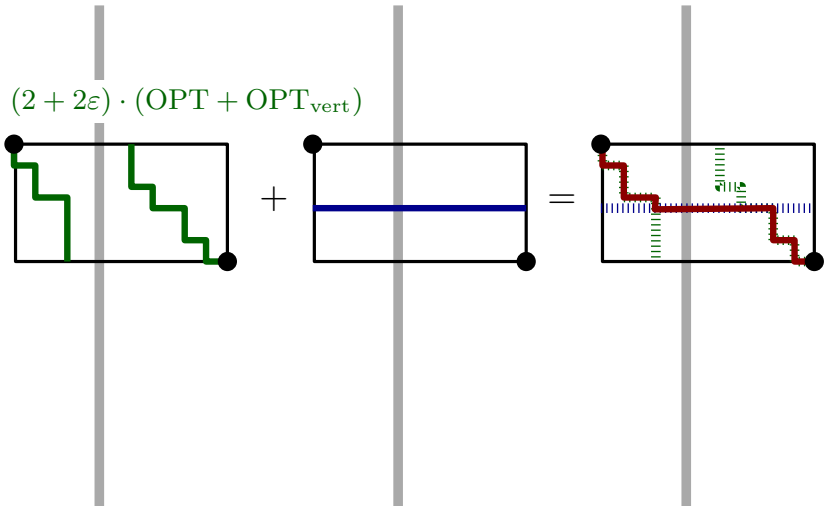 (2 + 2ε) · (OPT + OPT_vert)
+ =